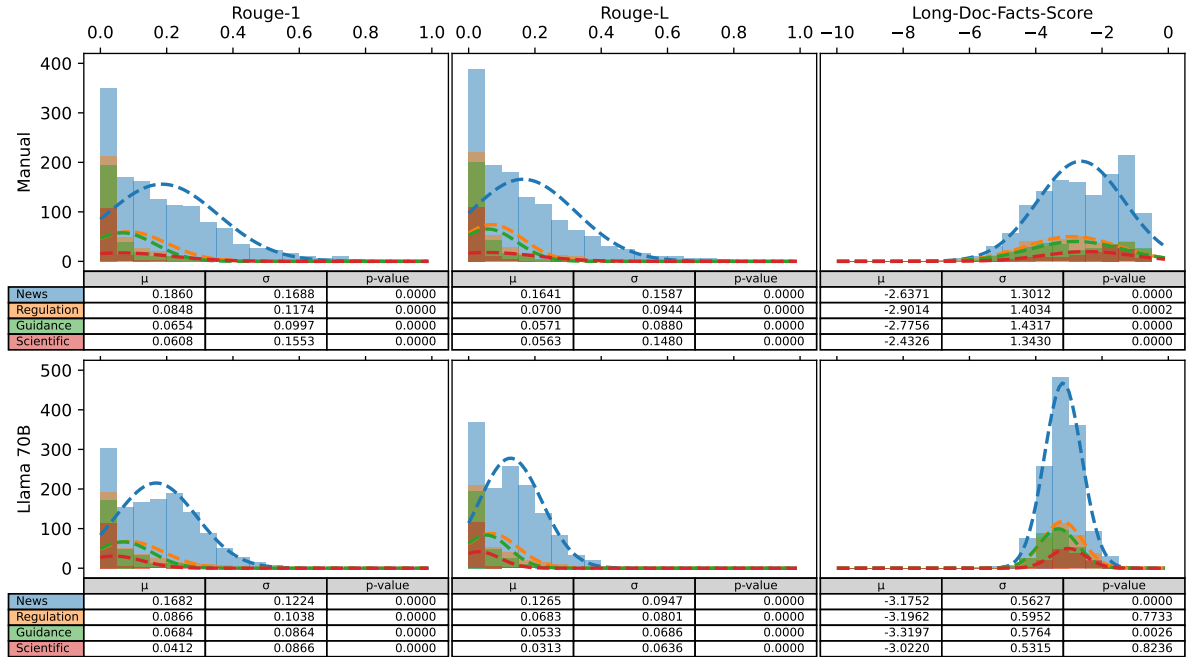 Rouge-1 Rouge-L Long-Doc-Facts-Score
0.0 0.2 0.4 0.6 0.8 1.0 0.0 0.2 0.4 0.6 0.8 1.0 −10 −8 −6 −4 −2 0
400
300
200
100
0
Manual
μ σ p-value μ σ p-value μ σ p-value
News 0.1860 0.1688 0.0000 0.1641 0.1587 0.0000 -2.6371 1.3012 0.0000
Regulation 0.0848 0.1174 0.0000 0.0700 0.0944 0.0000 -2.9014 1.4034 0.0002
Guidance 0.0654 0.0997 0.0000 0.0571 0.0880 0.0000 -2.7756 1.4317 0.0000
Scientific 0.0608 0.1553 0.0000 0.0563 0.1480 0.0000 -2.4326 1.3430 0.0000
500
400
300
200
100
0
Llama 70B
μ σ p-value μ σ p-value μ σ p-value
News 0.1682 0.1224 0.0000 0.1265 0.0947 0.0000 -3.1752 0.5627 0.0000
Regulation 0.0866 0.1038 0.0000 0.0683 0.0801 0.0000 -3.1962 0.5952 0.7733
Guidance 0.0684 0.0864 0.0000 0.0533 0.0686 0.0000 -3.3197 0.5764 0.0026
Scientific 0.0412 0.0866 0.0000 0.0313 0.0636 0.0000 -3.0220 0.5315 0.8236